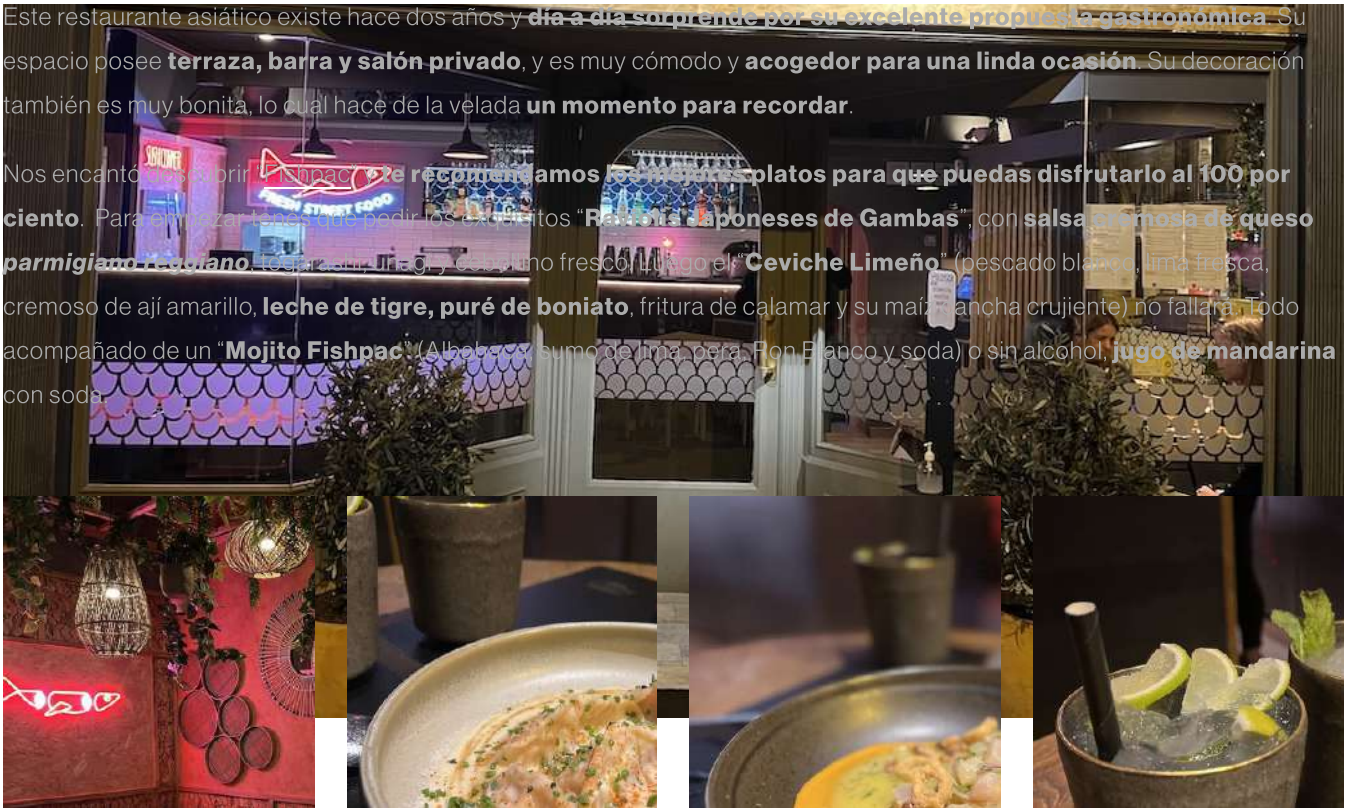 Este restaurante asiático existe hace dos años y día a día sorprende por su excelente propuesta gastronómica. Su
espacio posee terraza, barra y salón privado, y es muy cómodo y acogedor para una linda ocasión. Su decoración
también es muy bonita, lo cual hace de la velada un momento para recordar.
Nos encantó descubrir “Fishpac”, te recomendamos los mejores platos para que puedas disfrutarlo al 100 por
ciento. Para empezar tenés que pedir los exquisitos “Raviolis Japoneses de Gambas”, con salsa cremosa de queso
parmigiano reggiano, togarashi, unagi y cebollino fresco. Luego el “Ceviche Limeño” (pescado blanco, lima fresca,
cremoso de ají amarillo, leche de tigre, puré de boniato, fritura de calamar y su maíz cancha crujiente) no fallará. Todo
acompañado de un “Mojito Fishpac” (Albahaca, sumo de lima, pera, Ron Blanco y soda) o sin alcohol, jugo de mandarina
con soda.
SUSHI POWER
FRESH STREET FOOD